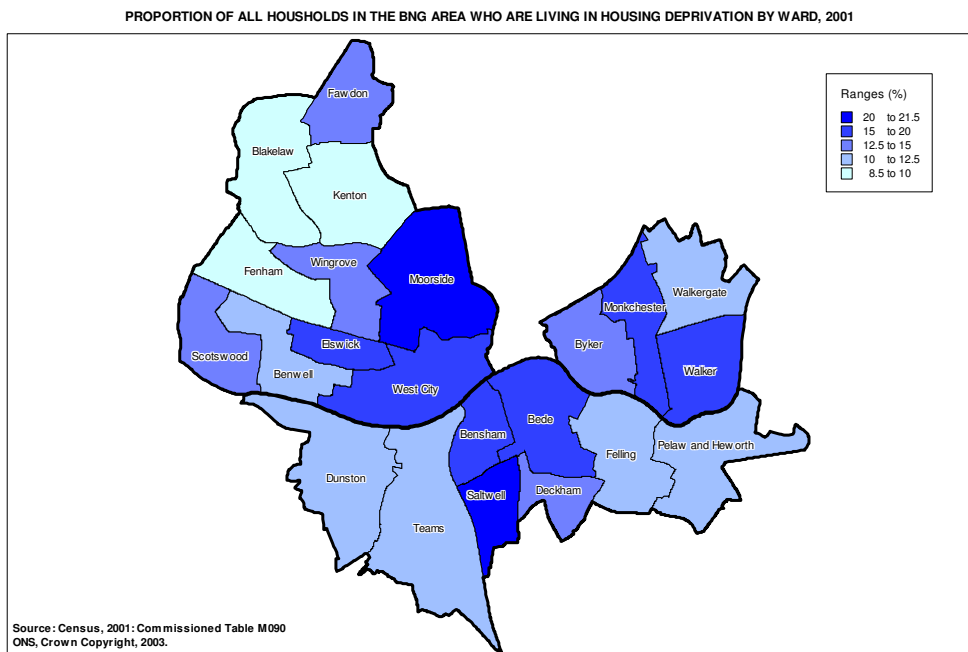 PROPORTION OF ALL HOUSHOLDS IN THE BNG AREA WHO ARE LIVING IN HOUSING DEPRIVATION BY WARD, 2001
Ranges (%)
20 to 21.5
15 to 20
12.5 to 15
10 to 12.5
8.5 to 10
Fawdon
Blakelaw
Kenton
Wingrove
Fenham
Moorside
Walkergate
Monkchester
Elswick
Byker
Scotswood
Benwell
Walker
West City
Bede
Bensham
Pelaw and Heworth
Felling
Dunston
Saltwell
Deckham
Teams
Source: Census, 2001: Commissioned Table M090
ONS, Crown Copyright, 2003.